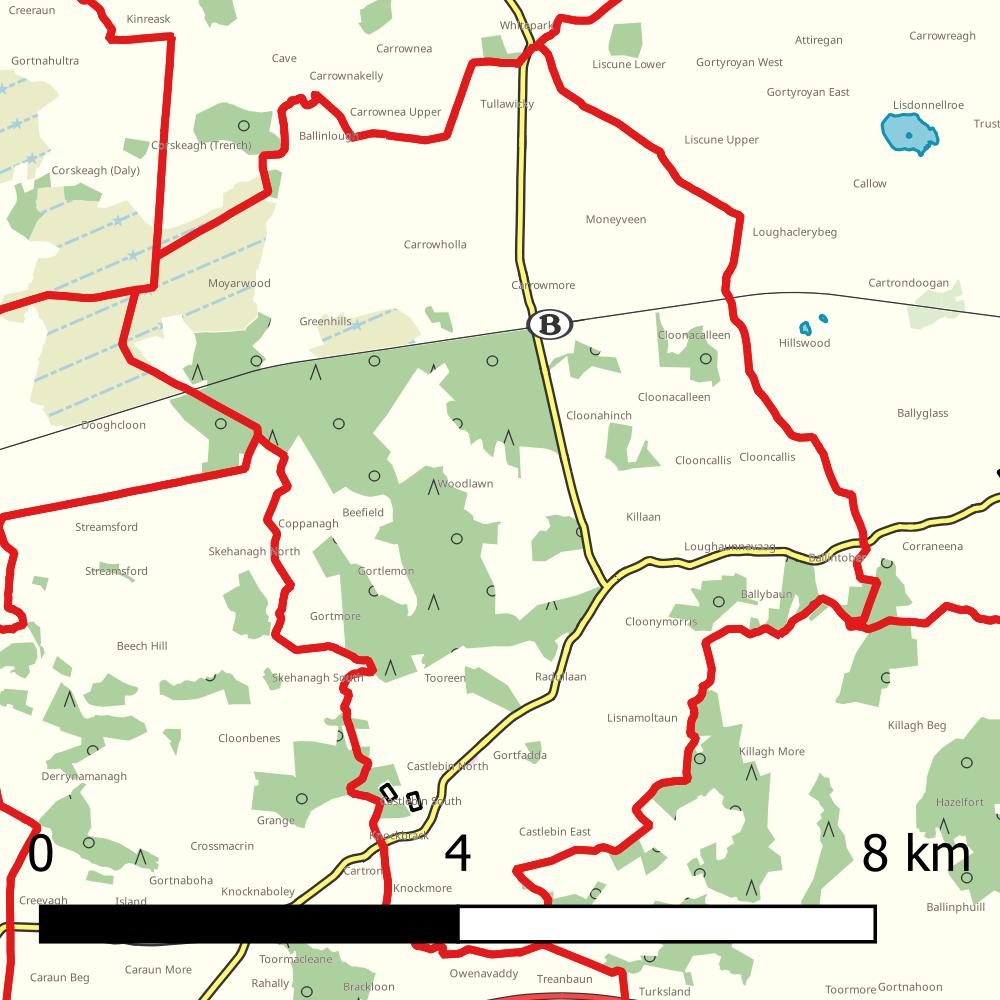 Creeraun
Kinreask
Whitepark
Carrownea
Attiregan
Carrowreagh
Gortnahultra
Cave
Liscune Lower
Gortyroyan West
Carrownakelly
Gortyroyan East
Carrownea Upper
Tullawicky
Lisdonnellroe
Trust
Corskeagh (Trench)
Ballinlough
Liscune Upper
Corskeagh (Daly)
Callow
Moneyveen
Loughaclerybeg
Carrowholla
Moyarwood
Carrowmore
Cartrondoogan
Greenhills
B
Cloonacalleen
Hillswood
Cloonacalleen
Dooghcloon
Cloonahinch
Ballyglass
Clooncallis
Clooncallis
Woodlawn
Beefield
Killaan
Streamsford
Coppanagh
Skehanagh North
Loughaunnavaag
Ballintober
Corraneena
Streamsford
Gortlemon
Ballybaun
Gortmore
Cloonymorris
Beech Hill
Skehanagh South
Tooreen
Raddlaan
Lisnamoltaun
Killagh Beg
Cloonbenes
Gortfadda
Killagh More
Derrynamanagh
Castlebin North
Castlebin South
Hazelfort
Grange
Knockbrack
Castlebin East
Crossmacrin
0 4 8 km
Cartron
Gortnaboha
Knocknaboley
Knockmore
Creevagh
Island
Ballinphuill
Toormacleane
Caraun Beg
Caraun More
Rahally
Brackloon
Owenavaddy
Treanbaun
Turksland
Toormore
Gortnahoon